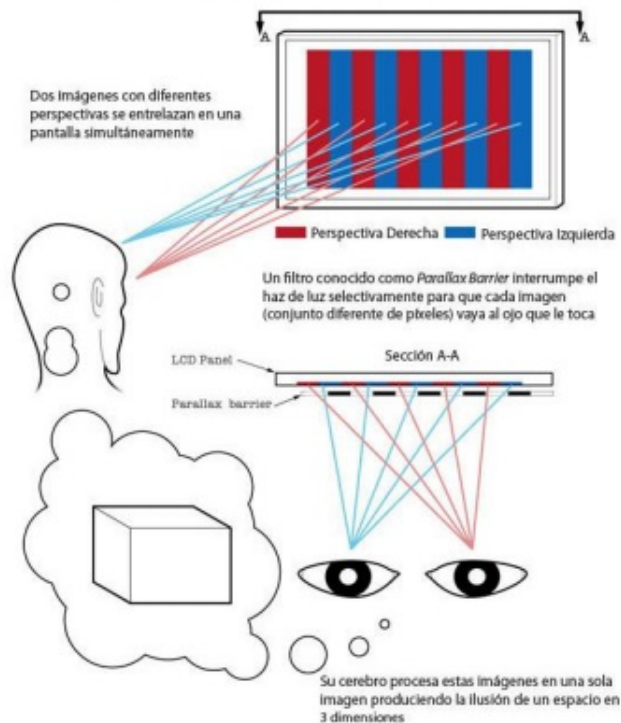 A A
Dos imágenes con diferentes
perspectivas se entrelazan en una
pantalla simultáneamente
Perspectiva Derecha Perspectiva Izquierda
Un filtro conocido como Parallax Barrier interrumpe el
haz de luz selectivamente para que cada imagen
(conjunto diferente de píxeles) vaya al ojo que le toca
Sección A-A
LCD Panel
Parallax barrier
Su cerebro procesa estas imágenes en una sola
imagen produciendo la ilusión de un espacio en
3 dimensiones